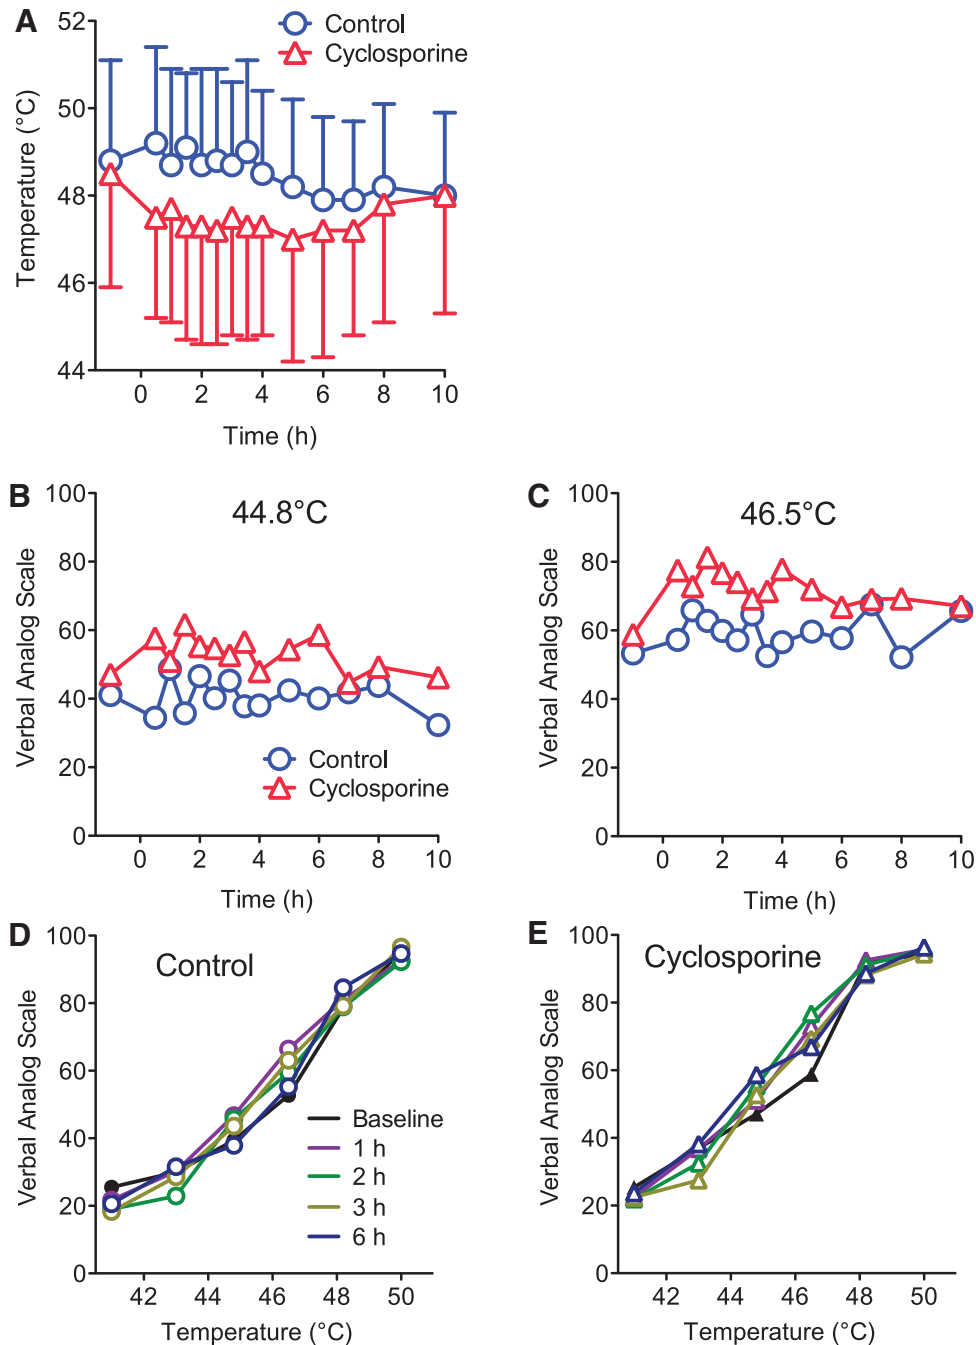 A
52
50
48
46
44
Temperature (°C)
Control
Cyclosporine
0 2 4 6 8 10
Time (h)
B
100
80
60
40
20
0
Verbal Analog Scale
44.8°C
Control
Cyclosporine
0 2 4 6 8 10
Time (h)
C
100
80
60
40
20
0
Verbal Analog Scale
46.5°C
0 2 4 6 8 10
Time (h)
D
100
80
60
40
20
0
Verbal Analog Scale
Control
Baseline
1 h
2 h
3 h
6 h
42 44 46 48 50
Temperature (°C)
E
100
80
60
40
20
0
Verbal Analog Scale
Cyclosporine
42 44 46 48 50
Temperature (°C)